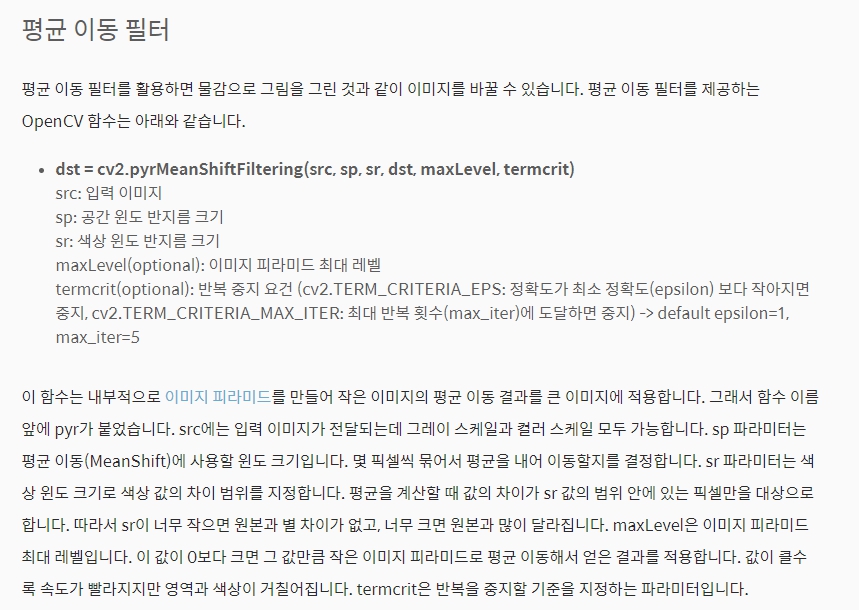 평균 이동 필터
평균 이동 필터를 활용하면 물감으로 그림을 그린 것과 같이 이미지를 바꿀 수 있습니다. 평균 이동 필터를 제공하는
OpenCV 함수는 아래와 같습니다.
• dst = cv2.pyrMeanShiftFiltering(src, sp, sr, dst, maxLevel, termcrit)
src: 입력 이미지
sp: 공간 윈도 반지름 크기
sr: 색상 윈도 반지름 크기
maxLevel(optional): 이미지 피라미드 최대 레벨
termcrit(optional): 반복 중지 요건 (cv2.TERM_CRITERIA_EPS: 정확도가 최소 정확도(epsilon) 보다 작아지면
중지, cv2.TERM_CRITERIA_MAX_ITER: 최대 반복 횟수(max_iter)에 도달하면 중지) -> default epsilon=1,
max_iter=5
이 함수는 내부적으로 이미지 피라미드를 만들어 작은 이미지의 평균 이동 결과를 큰 이미지에 적용합니다. 그래서 함수 이름
앞에 pyr가 붙었습니다. src에는 입력 이미지가 전달되는데 그레이 스케일과 컬러 스케일 모두 가능합니다. sp 파라미터는
평균 이동(MeanShift)에 사용할 윈도 크기입니다. 몇 픽셀씩 묶어서 평균을 내어 이동할지를 결정합니다. sr 파라미터는 색
상 윈도 크기로 색상 값의 차이 범위를 지정합니다. 평균을 계산할 때 값의 차이가 sr 값의 범위 안에 있는 픽셀만을 대상으로
합니다. 따라서 sr이 너무 작으면 원본과 별 차이가 없고, 너무 크면 원본과 많이 달라집니다. maxLevel은 이미지 피라미드
최대 레벨입니다. 이 값이 0보다 크면 그 값만큼 작은 이미지 피라미드로 평균 이동해서 얻은 결과를 적용합니다. 값이 클수
록 속도가 빨라지지만 영역과 색상이 거칠어집니다. termcrit은 반복을 중지할 기준을 지정하는 파라미터입니다.